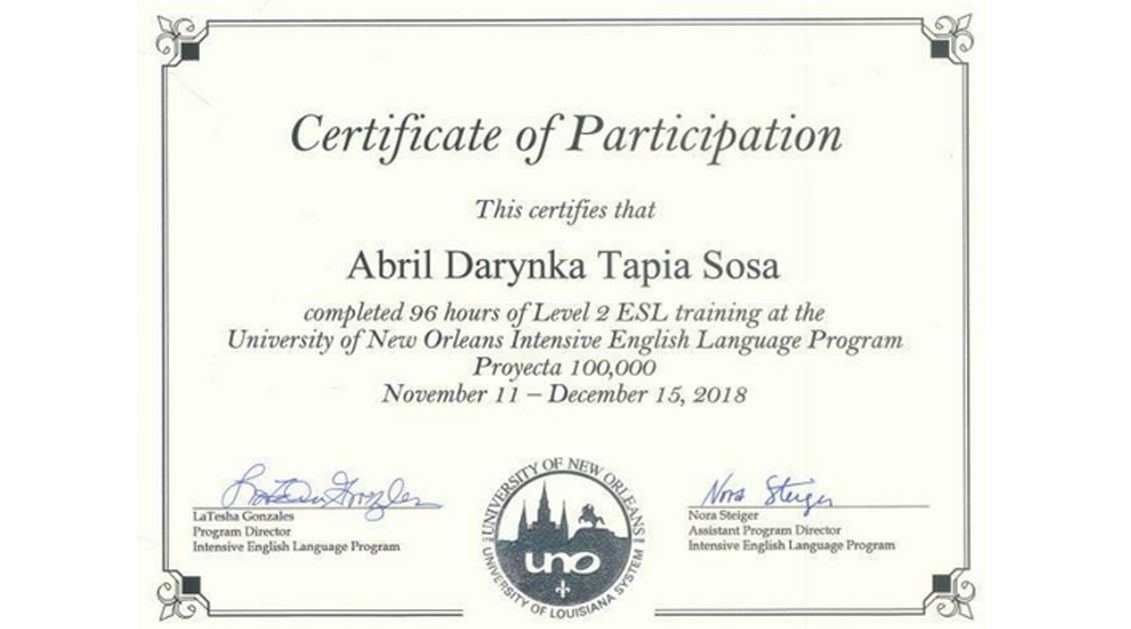 Certificate of Participation
This certifies that
Abril Darynka Tapia Sosa
completed 96 hours of Level 2 ESL training at the
University of New Orleans Intensive English Language Program
Proyecta 100,000
November 11 – December 15, 2018
LaTesha Gonzales
Program Director
Intensive English Language Program
UNIVERSITY OF NEW ORLEANS
uno
UNIVERSITY OF LOUISIANA SYSTEM
Nora Steiger
Nora Steiger
Assistant Program Director
Intensive English Language Program